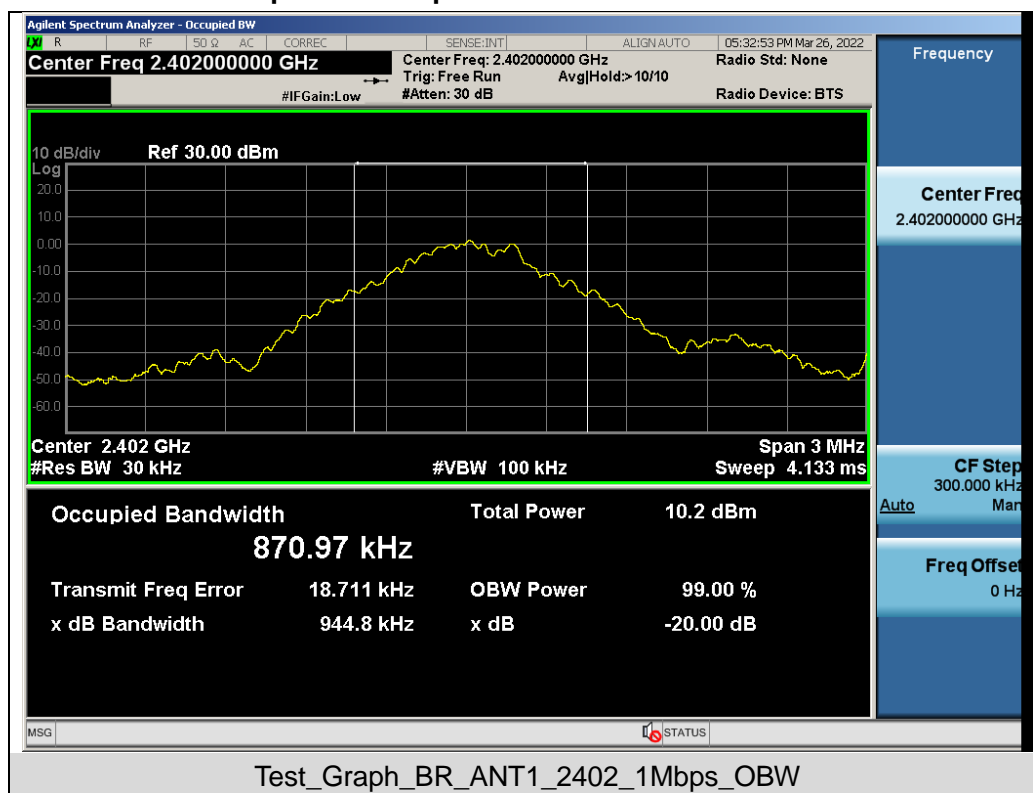 Agilent Spectrum Analyzer - Occupied BW
LXI R RF 50 Ω AC CORREC SENSE:INT ALIGNAUTO 05:32:53 PM Mar 26, 2022
Center Freq 2.402000000 GHz
Center Freq: 2.402000000 GHz Radio Std: None
Trig: Free Run Avg|Hold:>10/10
#IFGain:Low #Atten: 30 dB Radio Device: BTS
10 dB/div Ref 30.00 dBm
Log
20.0
10.0
0.00
-10.0
-20.0
-30.0
-40.0
-50.0
-60.0
Center 2.402 GHz Span 3 MHz
#Res BW 30 kHz #VBW 100 kHz Sweep 4.133 ms
Occupied Bandwidth Total Power 10.2 dBm
870.97 kHz
Transmit Freq Error 18.711 kHz OBW Power 99.00 %
x dB Bandwidth 944.8 kHz x dB -20.00 dB
MSG STATUS
Frequency
Center Freq
2.402000000 GHz
CF Step
300.000 kHz
Auto Man
Freq Offset
0 Hz
Test_Graph_BR_ANT1_2402_1Mbps_OBW